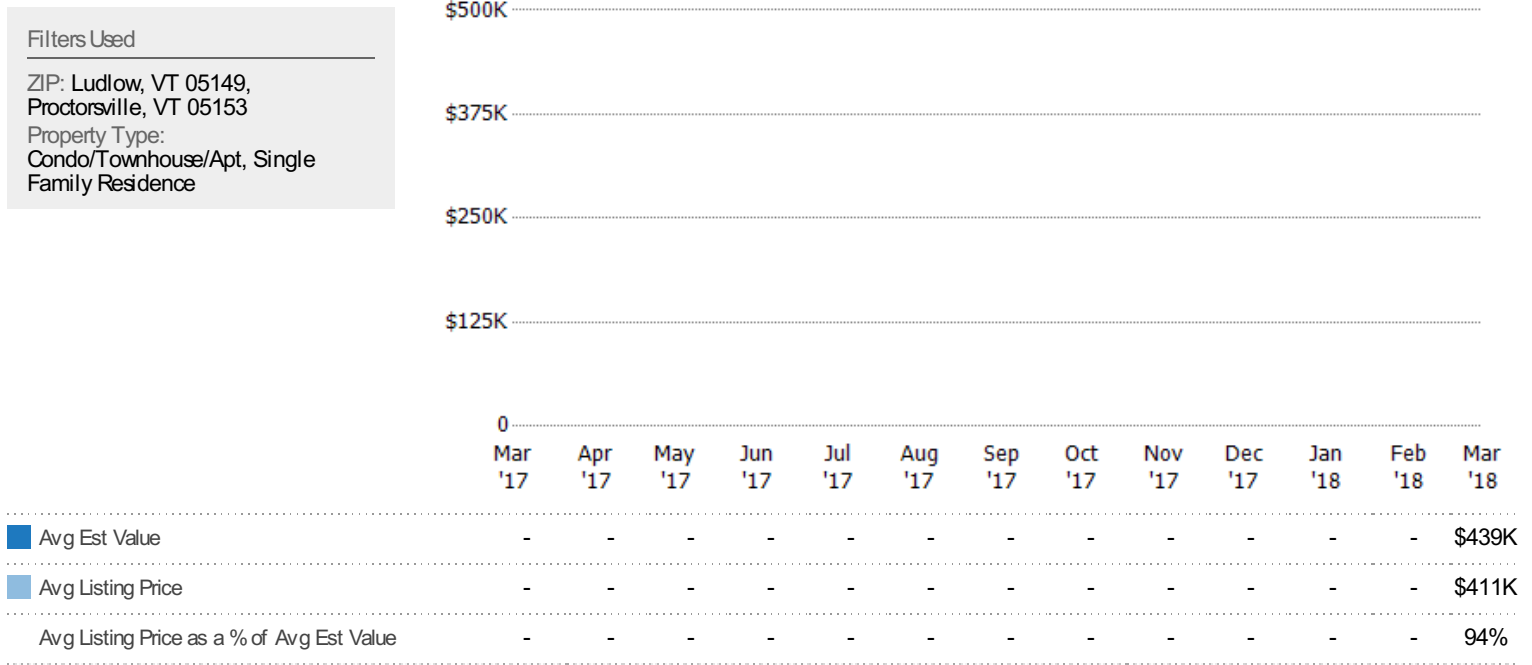 Filters Used
ZIP: Ludlow, VT 05149,
Proctorsville, VT 05153
Property Type:
Condo/Townhouse/Apt, Single
Family Residence
$500K
$375K
$250K
$125K
0
Mar Apr May Jun Jul Aug Sep Oct Nov Dec Jan Feb Mar
'17 '17 '17 '17 '17 '17 '17 '17 '17 '17 '18 '18 '18
Avg Est Value - - - - - - - - - - - - $439K
Avg Listing Price - - - - - - - - - - - - $411K
Avg Listing Price as a % of Avg Est Value - - - - - - - - - - - - 94%